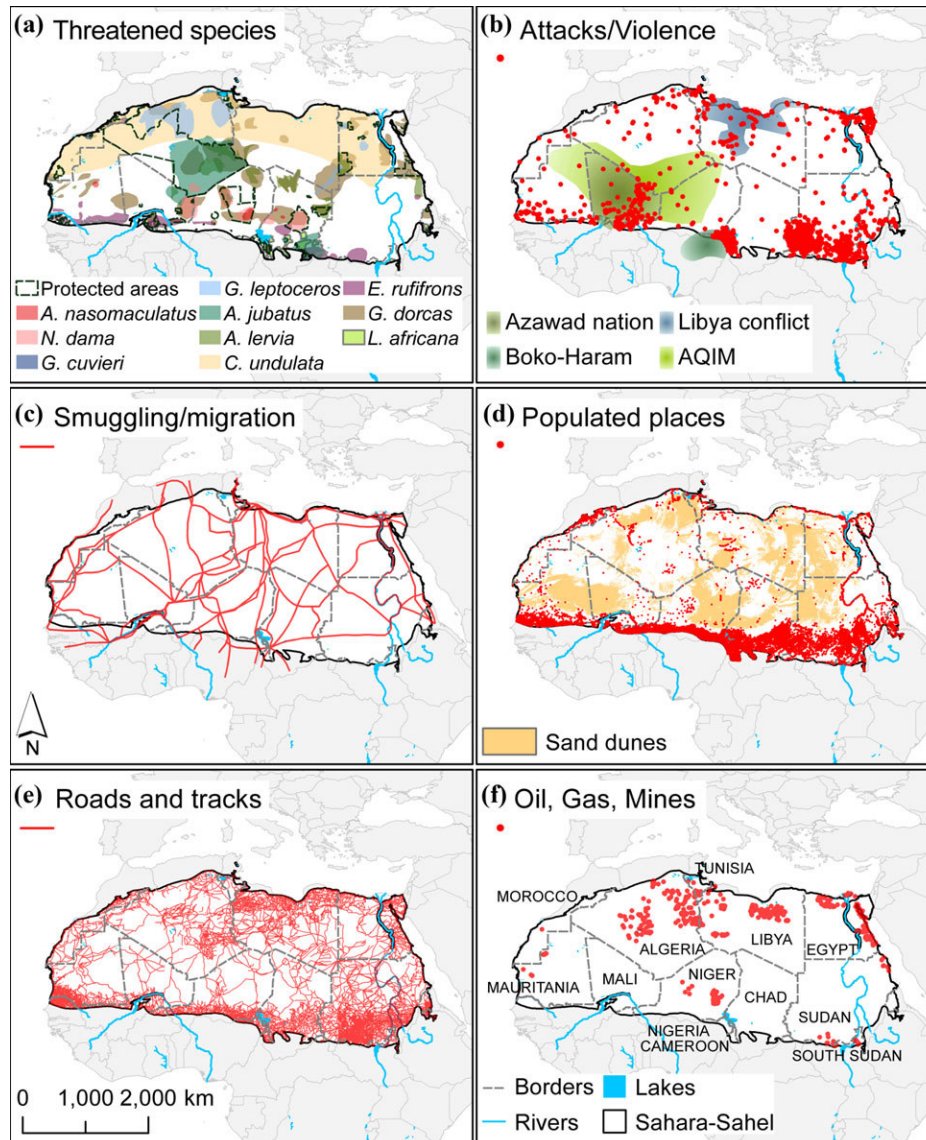 (a) Threatened species
Protected areas
A. nasomaculatus
N. dama
G. cuvieri
G. leptoceros
A. jubatus
A. lervia
C. undulata
E. rufifrons
G. dorcas
L. africana
(b) Attacks/Violence
Azawad nation
Libya conflict
Boko-Haram
AQIM
(c) Smuggling/migration
N
(d) Populated places
Sand dunes
(e) Roads and tracks
0 1,000 2,000 km
(f) Oil, Gas, Mines
TUNISIA
MOROCCO
ALGERIA
LIBYA
EGYPT
MAURITANIA
MALI
NIGER
CHAD
SUDAN
NIGERIA
CAMEROON
SOUTH SUDAN
Borders
Lakes
Rivers
Sahara-Sahel